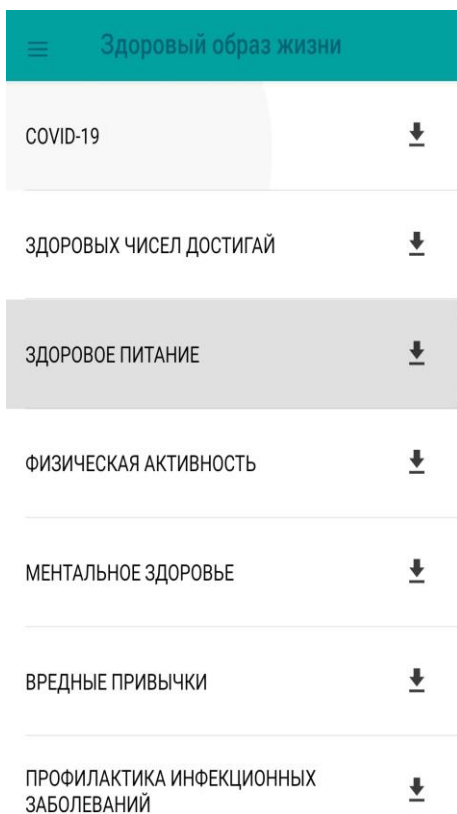 Здоровый образ жизни
COVID-19
ЗДОРОВЫХ ЧИСЕЛ ДОСТИГАЙ
ЗДОРОВОЕ ПИТАНИЕ
ФИЗИЧЕСКАЯ АКТИВНОСТЬ
МЕНТАЛЬНОЕ ЗДОРОВЬЕ
ВРЕДНЫЕ ПРИВЫЧКИ
ПРОФИЛАКТИКА ИНФЕКЦИОННЫХ
ЗАБОЛЕВАНИЙ